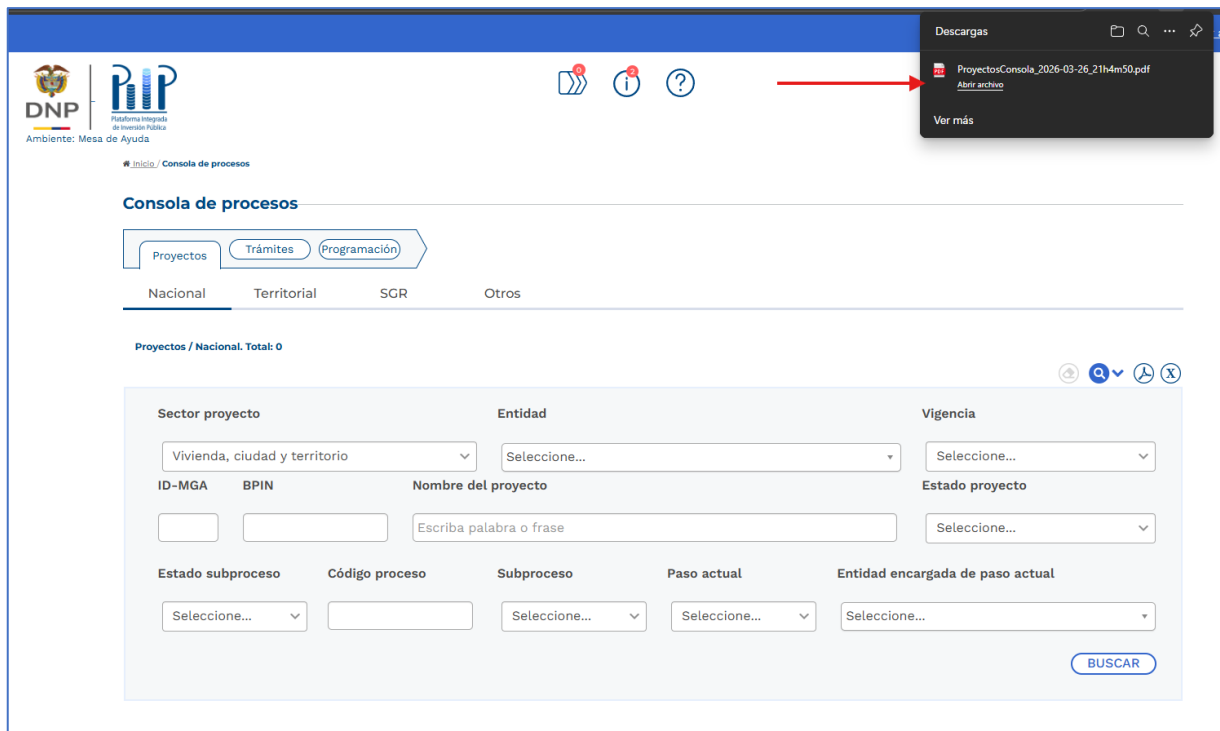 Descargas
ProyectosConsola_2026-03-26_21h4m50.pdf
Abrir archivo
Ver más
DNP
PIIP
Plataforma Integrada
de Inversión Pública
Ambiente: Mesa de Ayuda
0
2
Inicio / Consola de procesos
Consola de procesos
Proyectos Trámites Programación
Nacional Territorial SGR Otros
Proyectos / Nacional. Total: 0
X
Sector proyecto Entidad Vigencia
Vivienda, ciudad y territorio Seleccione... Seleccione...
ID-MGA BPIN Nombre del proyecto Estado proyecto
Escriba palabra o frase Seleccione...
Estado subproceso Código proceso Subproceso Paso actual Entidad encargada de paso actual
Seleccione... Seleccione... Seleccione... Seleccione...
BUSCAR